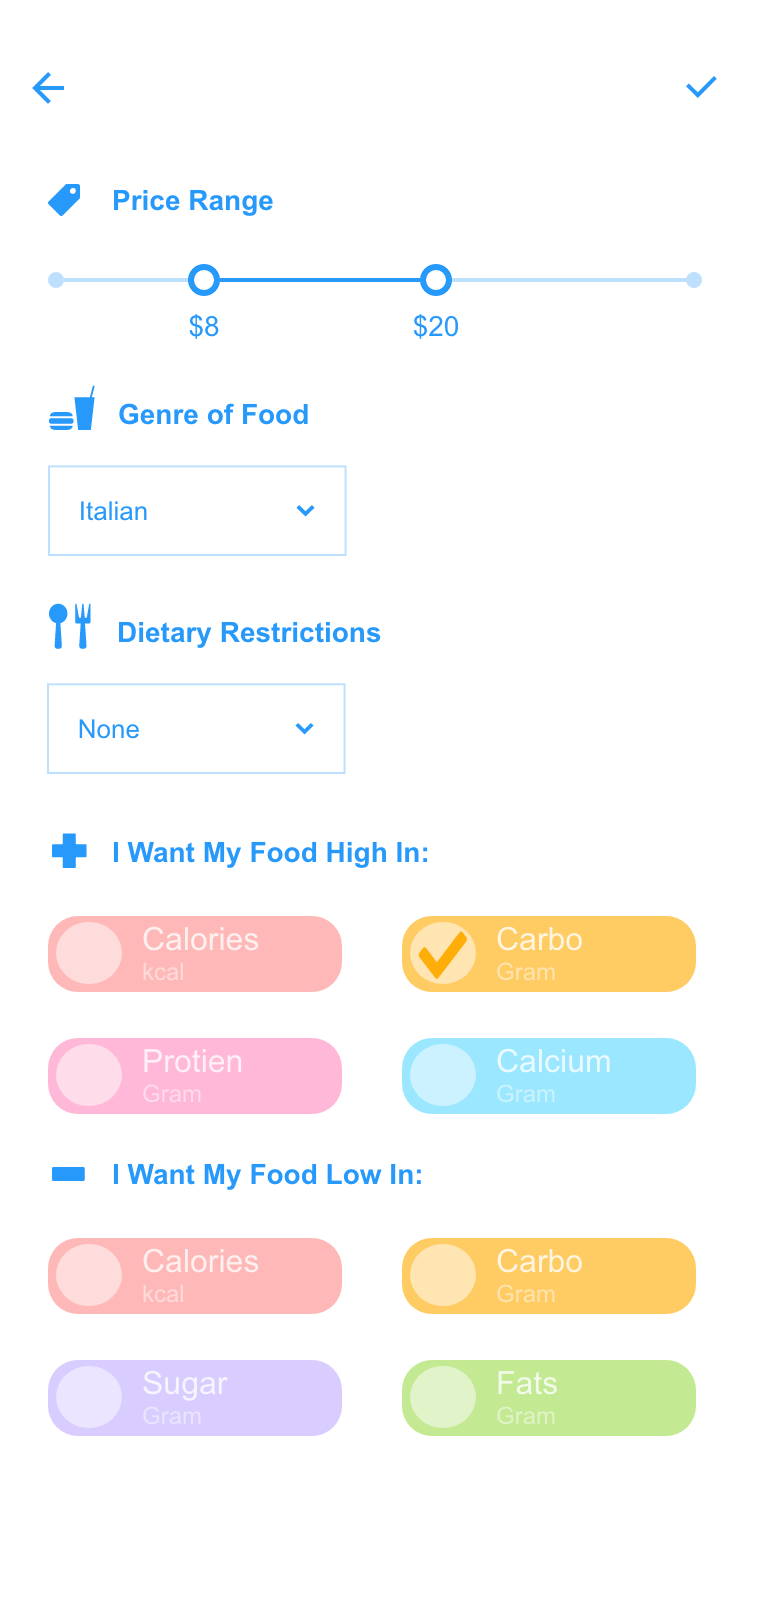 Price Range
$8 $20
Genre of Food
Italian
Dietary Restrictions
None
I Want My Food High In:
Calories
kcal
Carbo
Gram
Protien
Gram
Calcium
Gram
I Want My Food Low In:
Calories
kcal
Carbo
Gram
Sugar
Gram
Fats
Gram